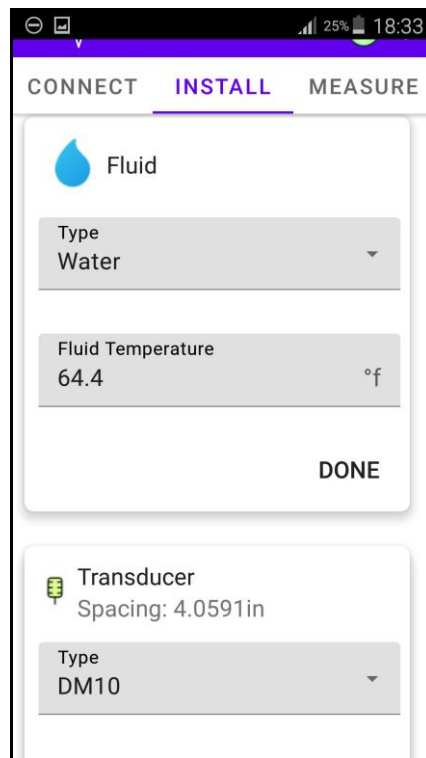 25% 18:33
CONNECT INSTALL MEASURE
Fluid
Type
Water
Fluid Temperature
64.4 °f
DONE
Transducer
Spacing: 4.0591in
Type
DM10